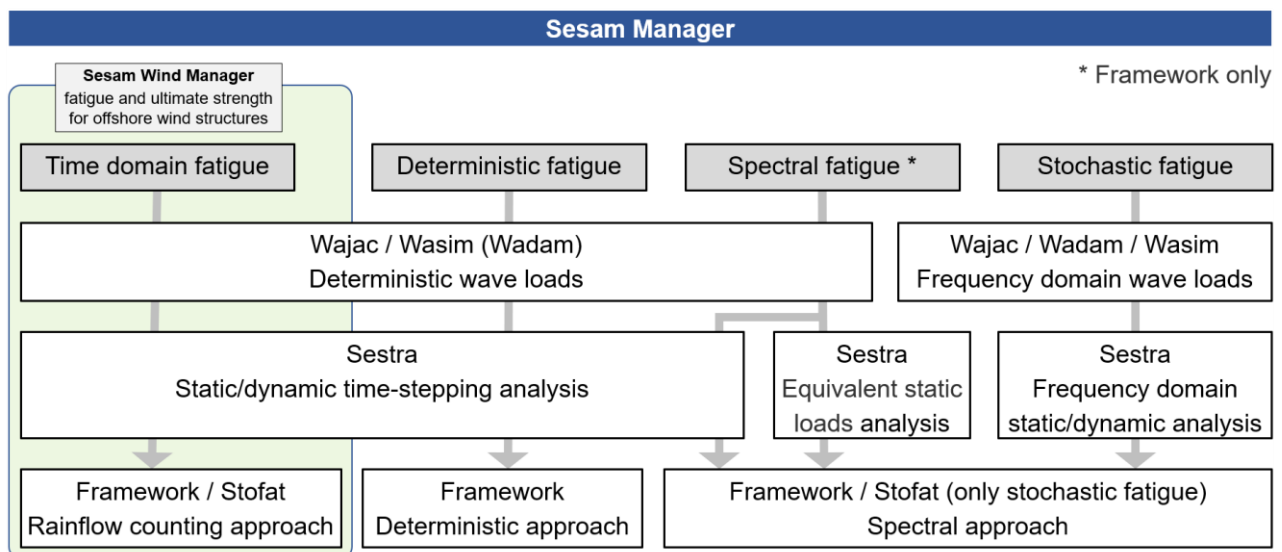 Sesam Manager
Sesam Wind Manager
fatigue and ultimate strength
for offshore wind structures
* Framework only
Time domain fatigue
Deterministic fatigue
Spectral fatigue *
Stochastic fatigue
Wajac / Wasim (Wadam)
Deterministic wave loads
Wajac / Wadam / Wasim
Frequency domain wave loads
Sestra
Static/dynamic time-stepping analysis
Sestra
Equivalent static
loads analysis
Sestra
Frequency domain
static/dynamic analysis
Framework / Stofat
Rainflow counting approach
Framework
Deterministic approach
Framework / Stofat (only stochastic fatigue)
Spectral approach